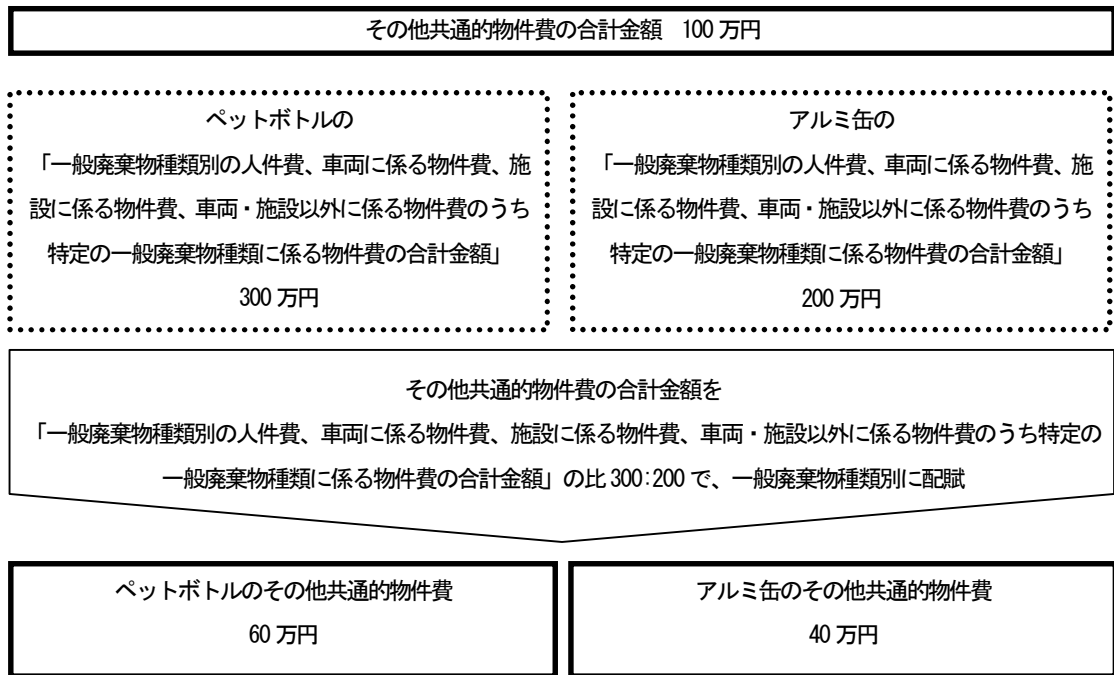 その他共通的物件費の合計金額　100 万円
ペットボトルの
「一般廃棄物種類別の人件費、車両に係る物件費、施
設に係る物件費、車両・施設以外に係る物件費のうち
特定の一般廃棄物種類に係る物件費の合計金額」
300 万円
アルミ缶の
「一般廃棄物種類別の人件費、車両に係る物件費、施
設に係る物件費、車両・施設以外に係る物件費のうち
特定の一般廃棄物種類に係る物件費の合計金額」
200 万円
その他共通的物件費の合計金額を
「一般廃棄物種類別の人件費、車両に係る物件費、施設に係る物件費、車両・施設以外に係る物件費のうち特定の
一般廃棄物種類に係る物件費の合計金額」の比 300:200 で、一般廃棄物種類別に配賦
ペットボトルのその他共通的物件費
60 万円
アルミ缶のその他共通的物件費
40 万円